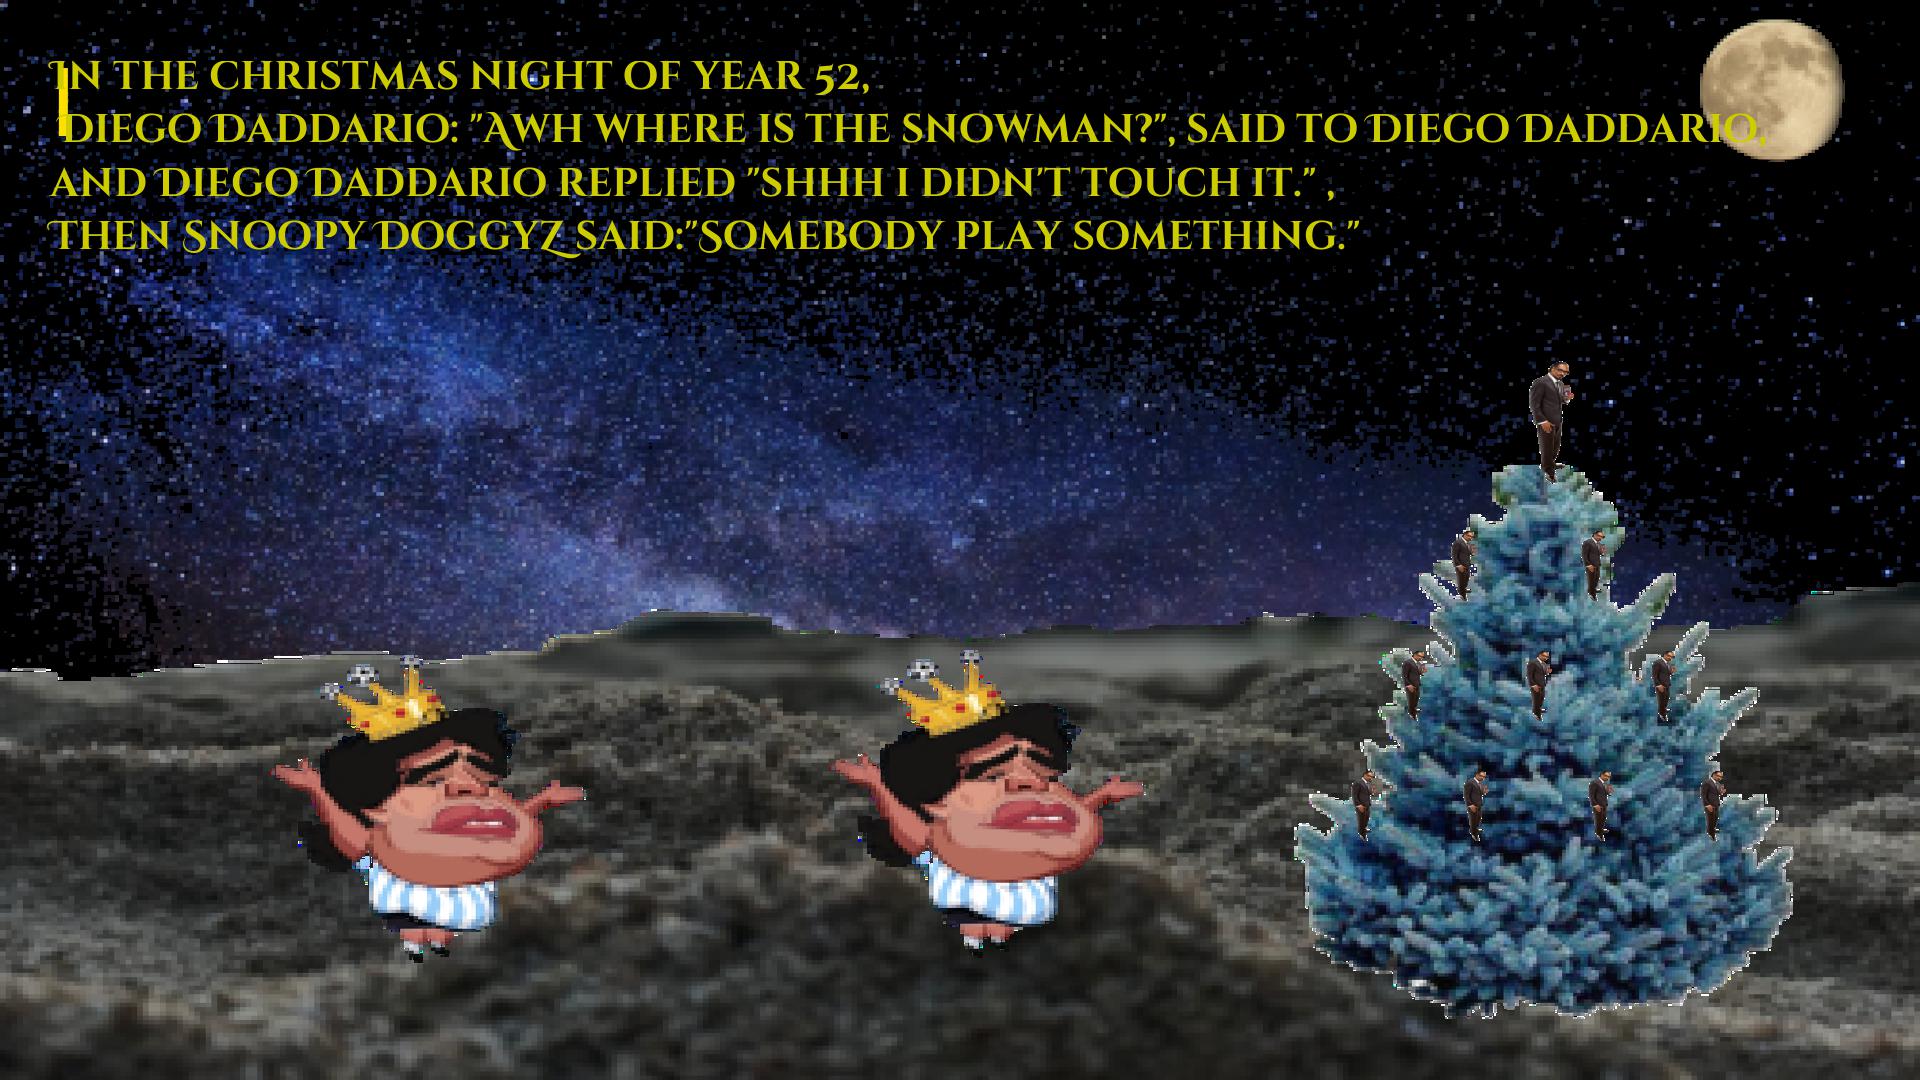 In the Christmas night of year 52,
Diego Daddario: "Awh where is the snowman?", said to Diego Daddario,
and Diego Daddario replied "shhh i didn't touch it." ,
Then Snoopy DoggyZ said:"Somebody play something."